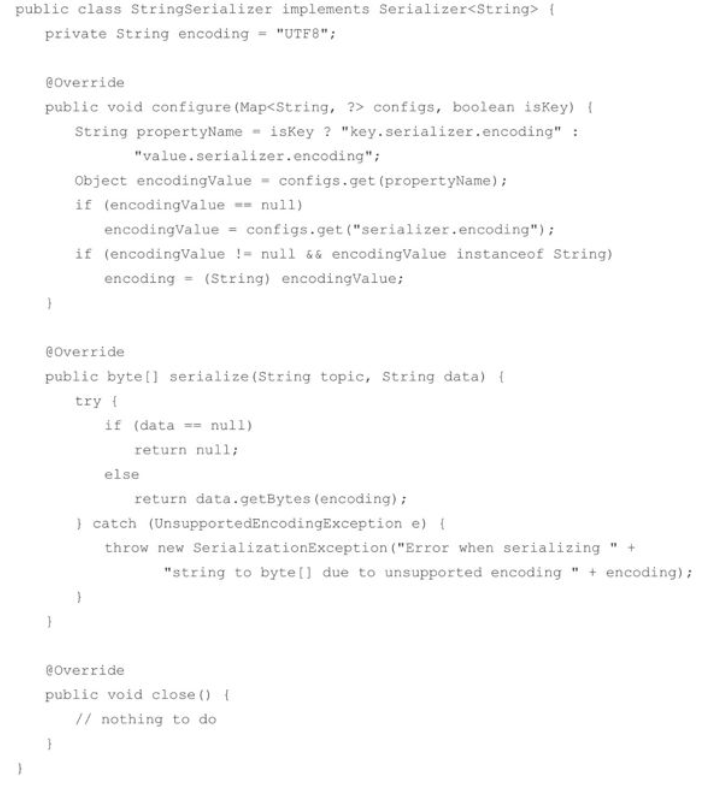 public class StringSerializer implements Serializer<String> {
    private String encoding = "UTF8";

    @Override
    public void configure(Map<String, ?> configs, boolean isKey) {
        String propertyName = isKey ? "key.serializer.encoding" :
                "value.serializer.encoding";
        Object encodingValue = configs.get(propertyName);
        if (encodingValue == null)
            encodingValue = configs.get("serializer.encoding");
        if (encodingValue != null && encodingValue instanceof String)
            encoding = (String) encodingValue;
    }

    @Override
    public byte[] serialize(String topic, String data) {
        try {
            if (data == null)
                return null;
            else
                return data.getBytes(encoding);
        } catch (UnsupportedEncodingException e) {
            throw new SerializationException("Error when serializing " +
                    "string to byte[] due to unsupported encoding " + encoding);
        }
    }

    @Override
    public void close() {
        // nothing to do
    }
}